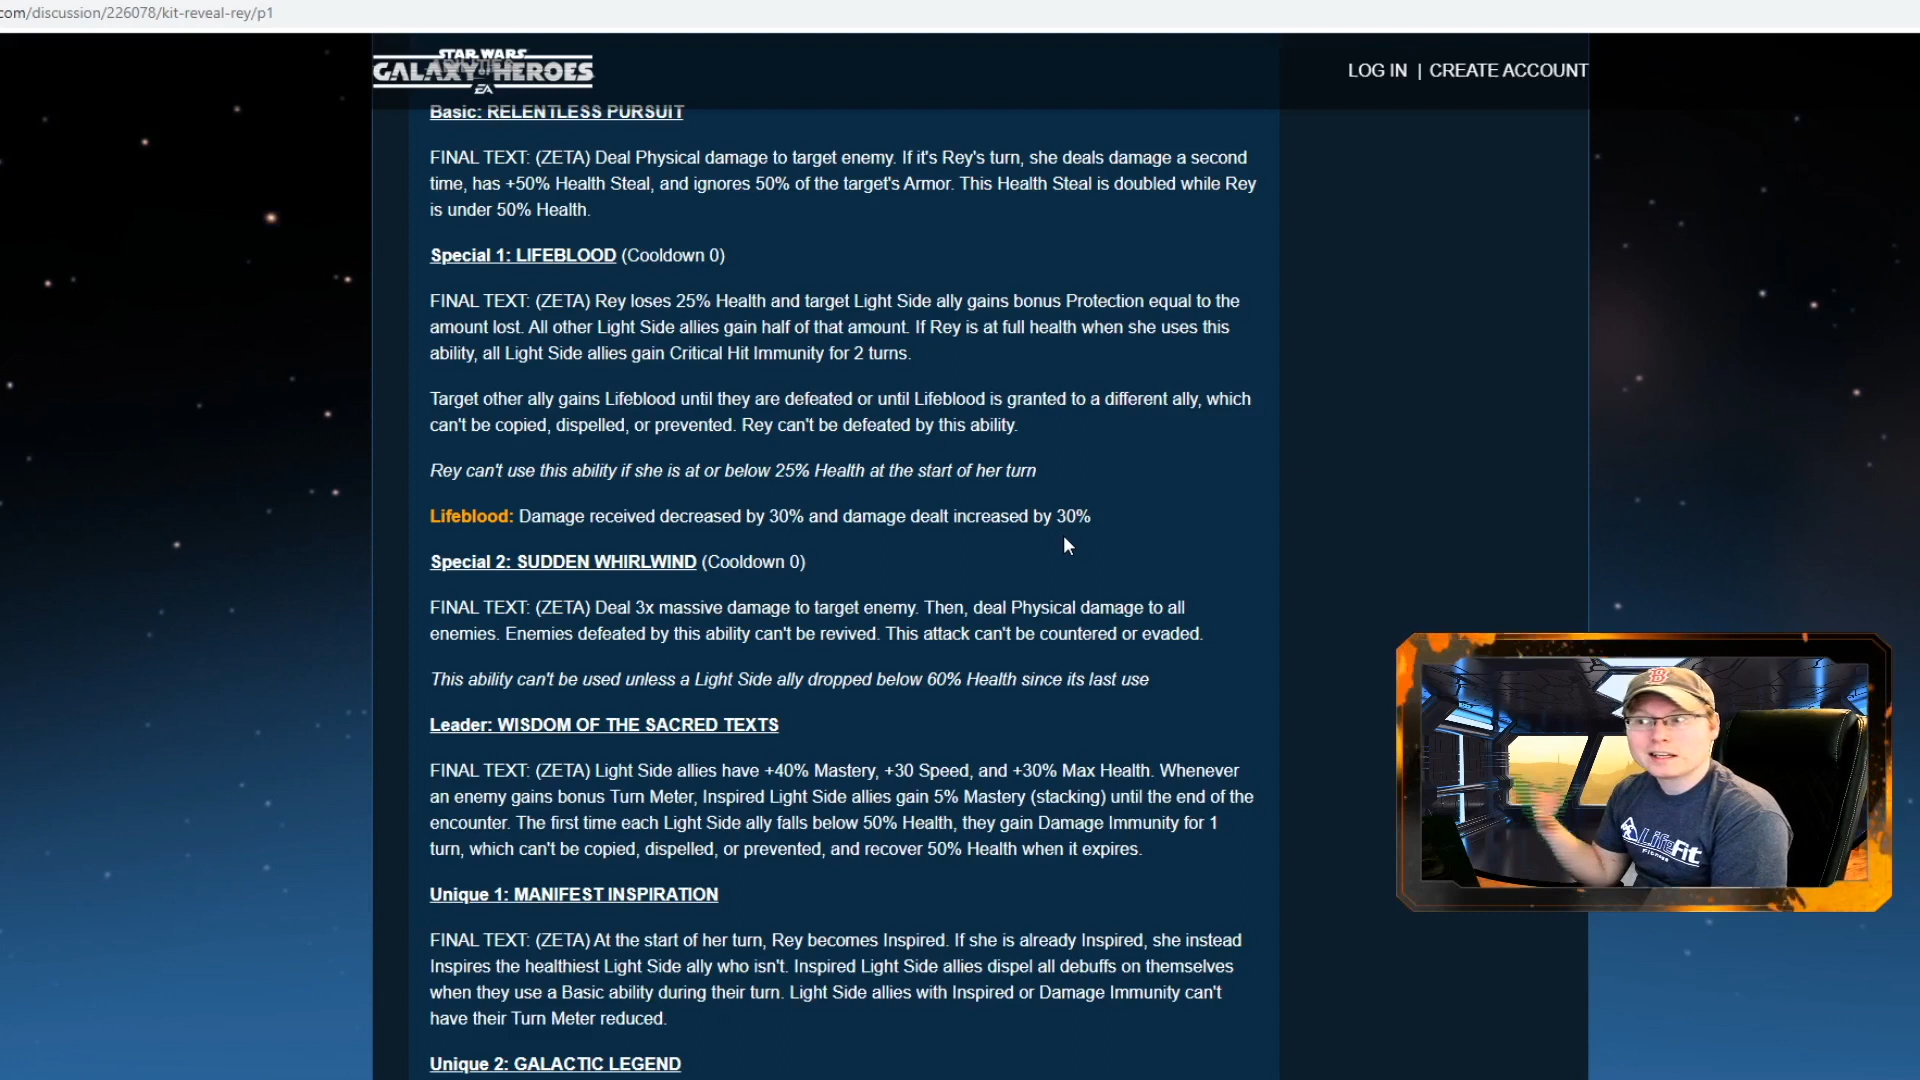 com/discussion/226078/kit-reveal-rey/p1
STAR WARS
GALAXY OF HEROES
EA
LOG IN | CREATE ACCOUNT
Basic: RELENTLESS PURSUIT
FINAL TEXT: (ZETA) Deal Physical damage to target enemy. If it's Rey's turn, she deals damage a second
time, has +50% Health Steal, and ignores 50% of the target's Armor. This Health Steal is doubled while Rey
is under 50% Health.
Special 1: LIFEBLOOD (Cooldown 0)
FINAL TEXT: (ZETA) Rey loses 25% Health and target Light Side ally gains bonus Protection equal to the
amount lost. All other Light Side allies gain half of that amount. If Rey is at full health when she uses this
ability, all Light Side allies gain Critical Hit Immunity for 2 turns.
Target other ally gains Lifeblood until they are defeated or until Lifeblood is granted to a different ally, which
can't be copied, dispelled, or prevented. Rey can't be defeated by this ability.
Rey can't use this ability if she is at or below 25% Health at the start of her turn
Lifeblood: Damage received decreased by 30% and damage dealt increased by 30%
Special 2: SUDDEN WHIRLWIND (Cooldown 0)
FINAL TEXT: (ZETA) Deal 3x massive damage to target enemy. Then, deal Physical damage to all
enemies. Enemies defeated by this ability can't be revived. This attack can't be countered or evaded.
This ability can't be used unless a Light Side ally dropped below 60% Health since its last use
Leader: WISDOM OF THE SACRED TEXTS
FINAL TEXT: (ZETA) Light Side allies have +40% Mastery, +30 Speed, and +30% Max Health. Whenever
an enemy gains bonus Turn Meter, Inspired Light Side allies gain 5% Mastery (stacking) until the end of the
encounter. The first time each Light Side ally falls below 50% Health, they gain Damage Immunity for 1
turn, which can't be copied, dispelled, or prevented, and recover 50% Health when it expires.
Unique 1: MANIFEST INSPIRATION
FINAL TEXT: (ZETA) At the start of her turn, Rey becomes Inspired. If she is already Inspired, she instead
Inspires the healthiest Light Side ally who isn't. Inspired Light Side allies dispel all debuffs on themselves
when they use a Basic ability during their turn. Light Side allies with Inspired or Damage Immunity can't
have their Turn Meter reduced.
Unique 2: GALACTIC LEGEND
B
LifeFit
Fitness